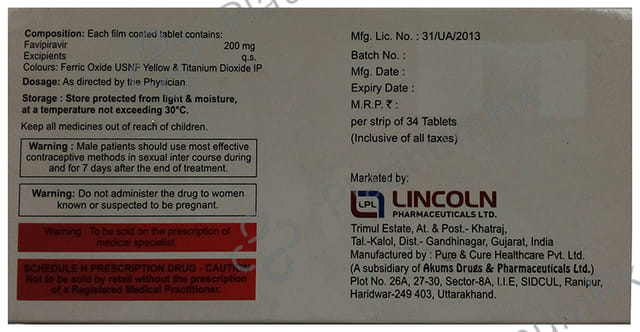 Composition: Each film coated tablet contains:
Favipiravir 200 mg
Excipients q.s.
Colours: Ferric Oxide USNF Yellow & Titanium Dioxide IP
Dosage: As directed by the Physician.
Storage : Store protected from light & moisture,
at a temperature not exceeding 30°C.
Keep all medicines out of reach of children.
Warning : Male patients should use most effective
contraceptive methods in sexual inter course during
and for 7 days after the end of treatment.
Warning: Do not administer the drug to women
known or suspected to be pregnant.
Warning : To be sold on the prescription of
medical specialist
SCHEDULE H PRESCRIPTION DRUG - CAUTION
Not to be sold by retail without the prescription
of a Registered Medical Practitioner.
Mfg. Lic. No. : 31/UA/2013
Batch No. :
Mfg. Date :
Expiry Date :
M.R.P. ₹ :
per strip of 34 Tablets
(Inclusive of all taxes)
Marketed by:
LPL LINCOLN
PHARMACEUTICALS LTD.
Trimul Estate, At. & Post.- Khatraj,
Tal.-Kalol, Dist.- Gandhinagar, Gujarat, India
Manufactured by : Pure & Cure Healthcare Pvt. Ltd.
(A subsidiary of Akums Drugs & Pharmaceuticals Ltd.)
Plot No. 26A, 27-30, Sector-8A, I.I.E, SIDCUL, Ranipur,
Haridwar-249 403, Uttarakhand.